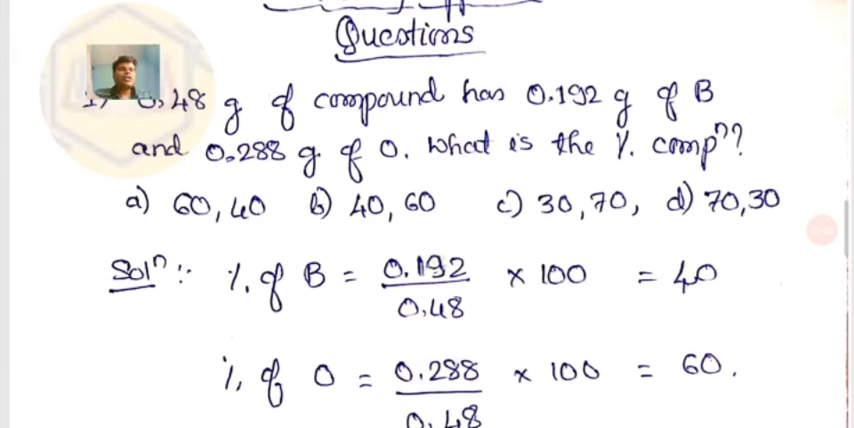 Questions
0.48 g of compound has 0.192 g of B
and 0.288 g of O. What is the %. compⁿ?
a) 60, 40 b) 40, 60 c) 30, 70, d) 70, 30
Solⁿ :- %. of B = 0.192 / 0.48 × 100 = 40
%. of O = 0.288 / 0.48 × 100 = 60.